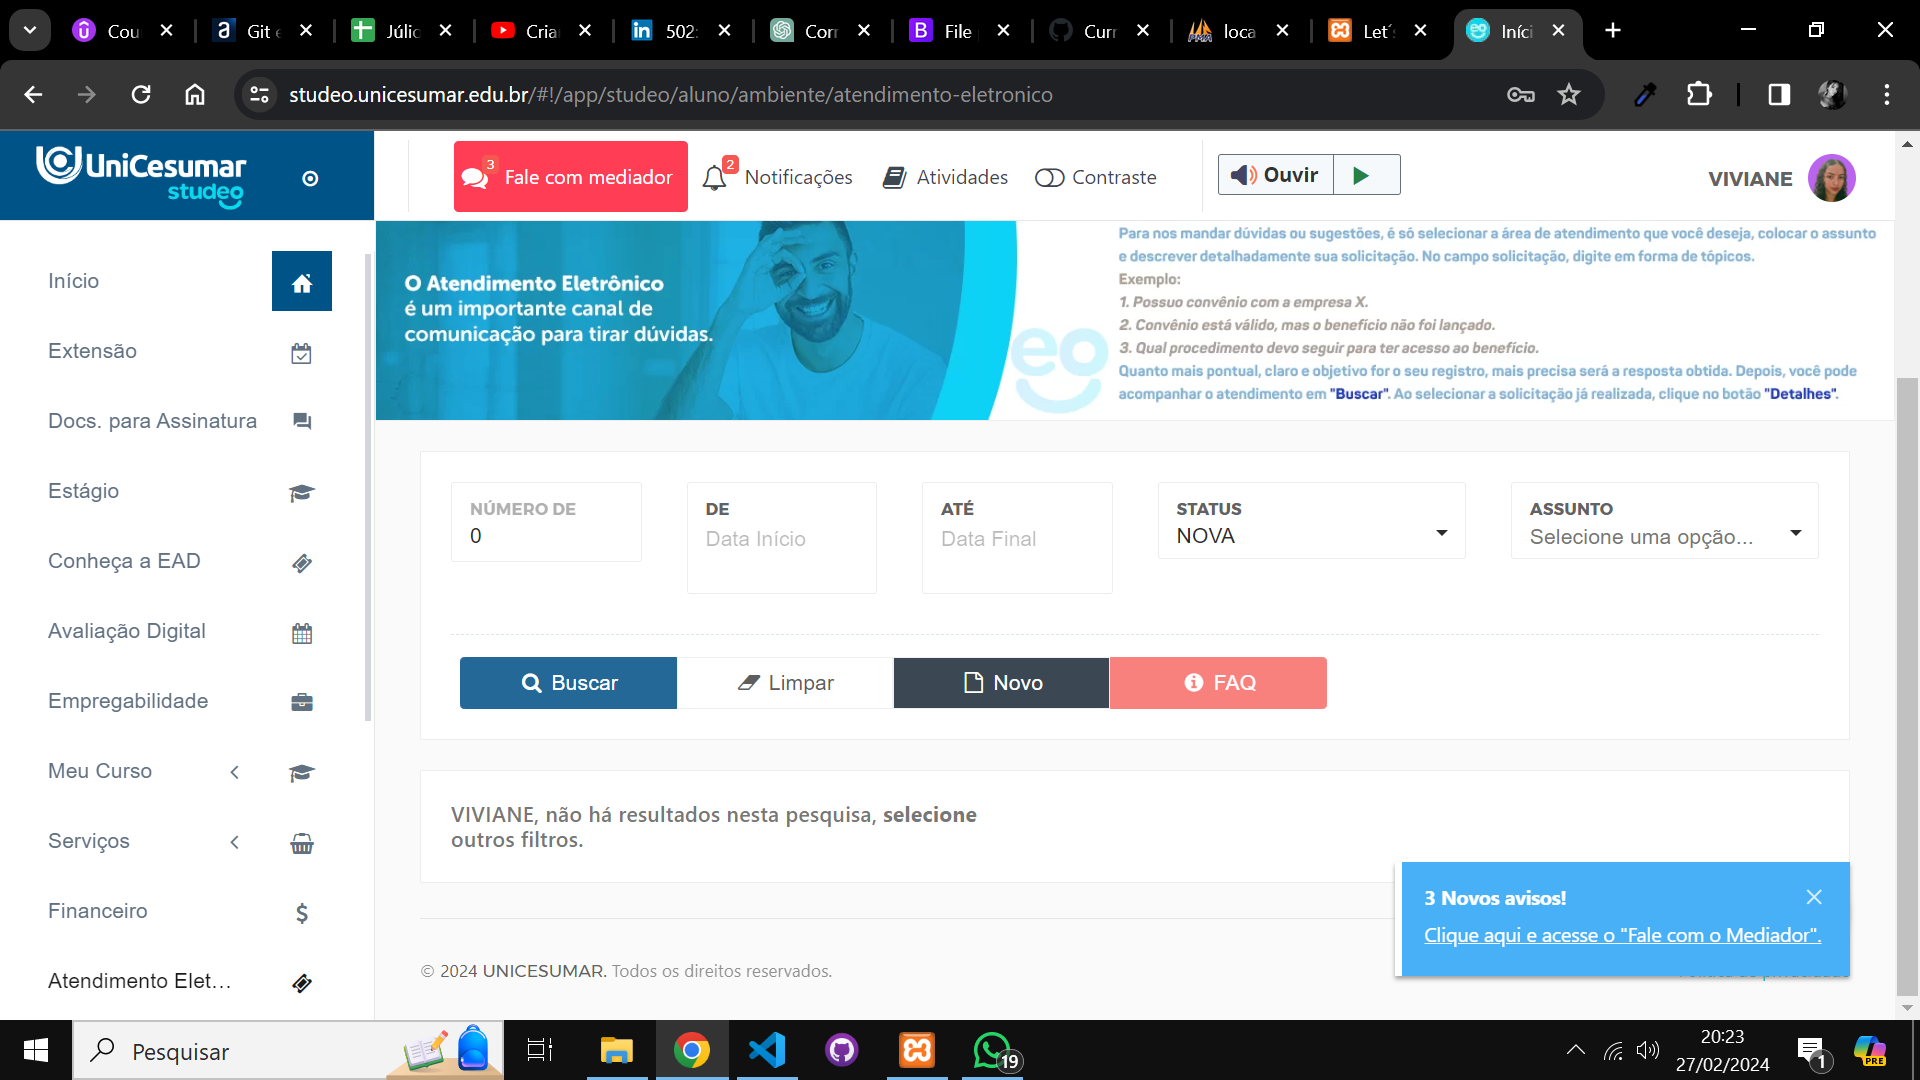 Cou
Git e
Júlio
Cria
502
Corr
File
Curr
loca
Let´s
Iníci
studeo.unicesumar.edu.br/#!/app/studeo/aluno/ambiente/atendimento-eletronico
UniCesumar
studeo
3
Fale com mediador
2
Notificações
Atividades
Contraste
Ouvir
VIVIANE
Início
Extensão
Docs. para Assinatura
Estágio
Conheça a EAD
Avaliação Digital
Empregabilidade
Meu Curso
Serviços
Financeiro
Atendimento Elet...
O Atendimento Eletrônico
é um importante canal de
comunicação para tirar dúvidas.
eo
Para nos mandar dúvidas ou sugestões, é só selecionar a área de atendimento que você deseja, colocar o assunto
e descrever detalhadamente sua solicitação. No campo solicitação, digite em forma de tópicos.
Exemplo:
1. Possuo convênio com a empresa X.
2. Convênio está válido, mas o benefício não foi lançado.
3. Qual procedimento devo seguir para ter acesso ao benefício.
Quanto mais pontual, claro e objetivo for o seu registro, mais precisa será a resposta obtida. Depois, você pode
acompanhar o atendimento em "Buscar". Ao selecionar a solicitação já realizada, clique no botão "Detalhes".
NÚMERO DE
0
DE
Data Início
ATÉ
Data Final
STATUS
NOVA
ASSUNTO
Selecione uma opção...
Buscar
Limpar
Novo
FAQ
VIVIANE, não há resultados nesta pesquisa, selecione
outros filtros.
3 Novos avisos!
Clique aqui e acesse o "Fale com o Mediador".
© 2024 UNICESUMAR. Todos os direitos reservados.
Pesquisar
19
20:23
27/02/2024
1
PRE